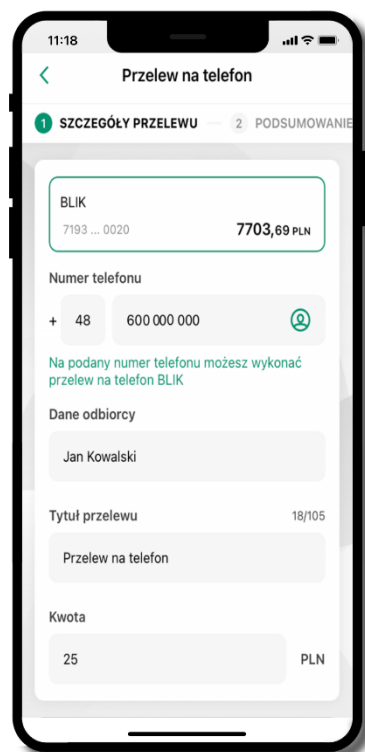 11:18
Przelew na telefon
1 SZCZEGÓŁY PRZELEWU 2 PODSUMOWANIE
BLIK
7193 ... 0020 7703,69 PLN
Numer telefonu
+ 48 600 000 000
Na podany numer telefonu możesz wykonać
przelew na telefon BLIK
Dane odbiorcy
Jan Kowalski
Tytuł przelewu 18/105
Przelew na telefon
Kwota
25 PLN